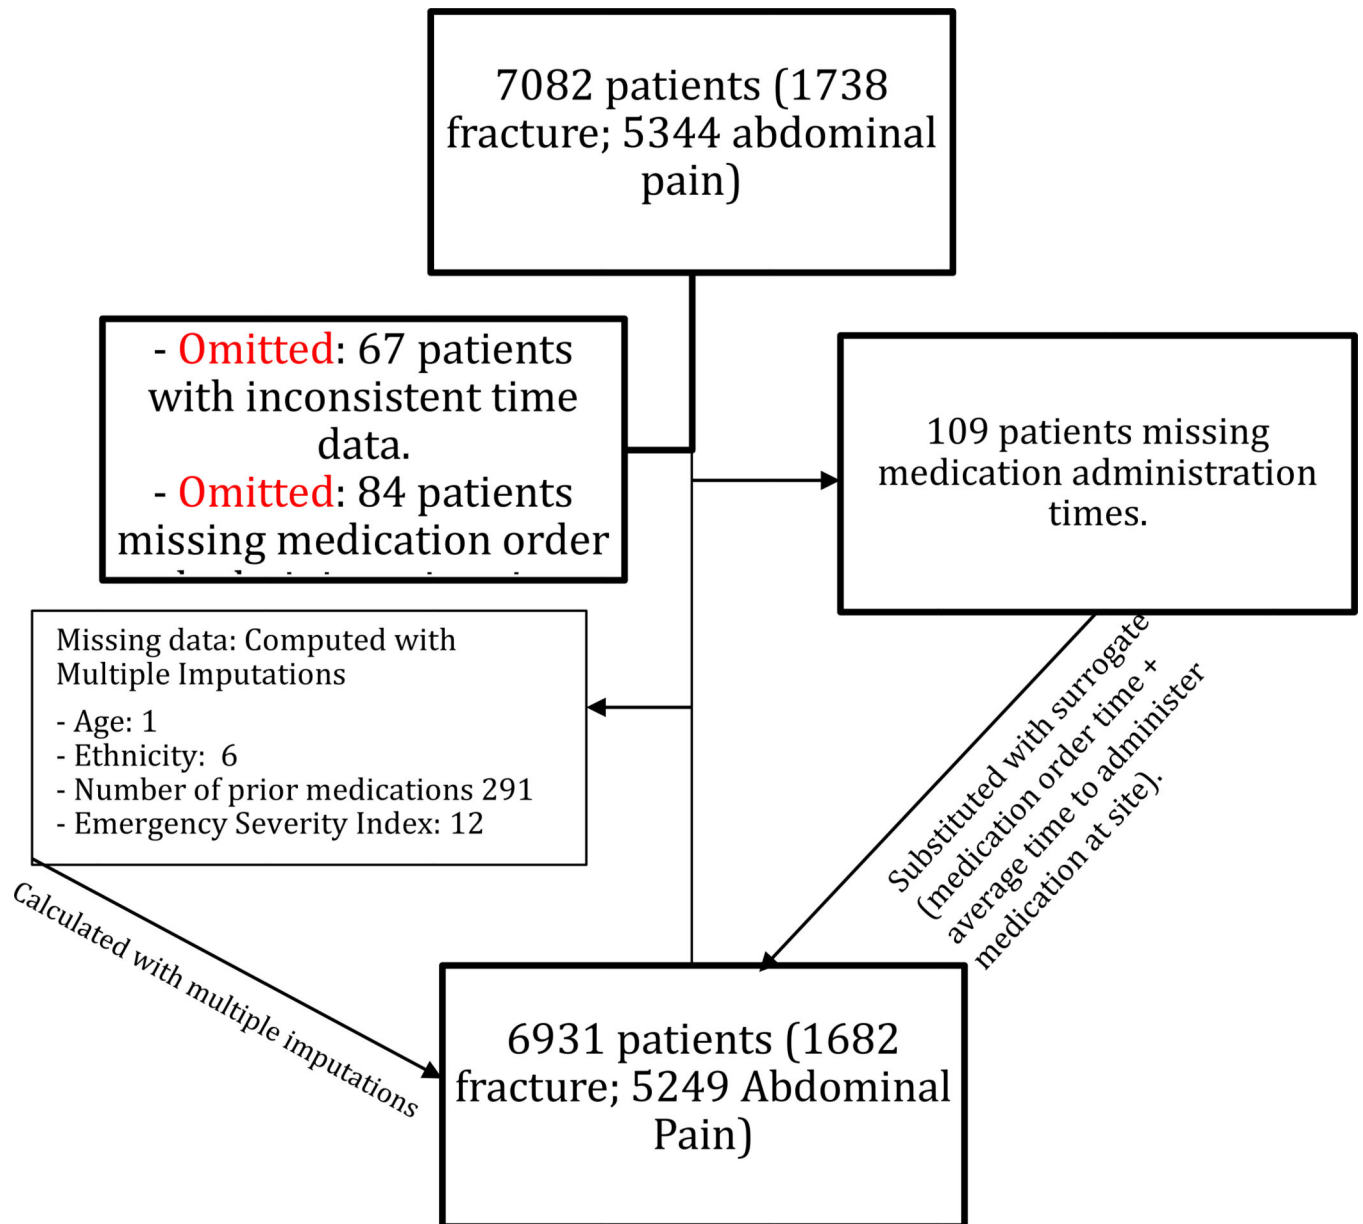 7082 patients (1738
fracture; 5344 abdominal
pain)
- Omitted: 67 patients
with inconsistent time
data.
- Omitted: 84 patients
missing medication order
109 patients missing
medication administration
times.
Missing data: Computed with
Multiple Imputations
- Age: 1
- Ethnicity:  6
- Number of prior medications 291
- Emergency Severity Index: 12
Substituted with surrogate
(medication order time +
average time to administer
medication at site).
Calculated with multiple imputations
6931 patients (1682
fracture; 5249 Abdominal
Pain)